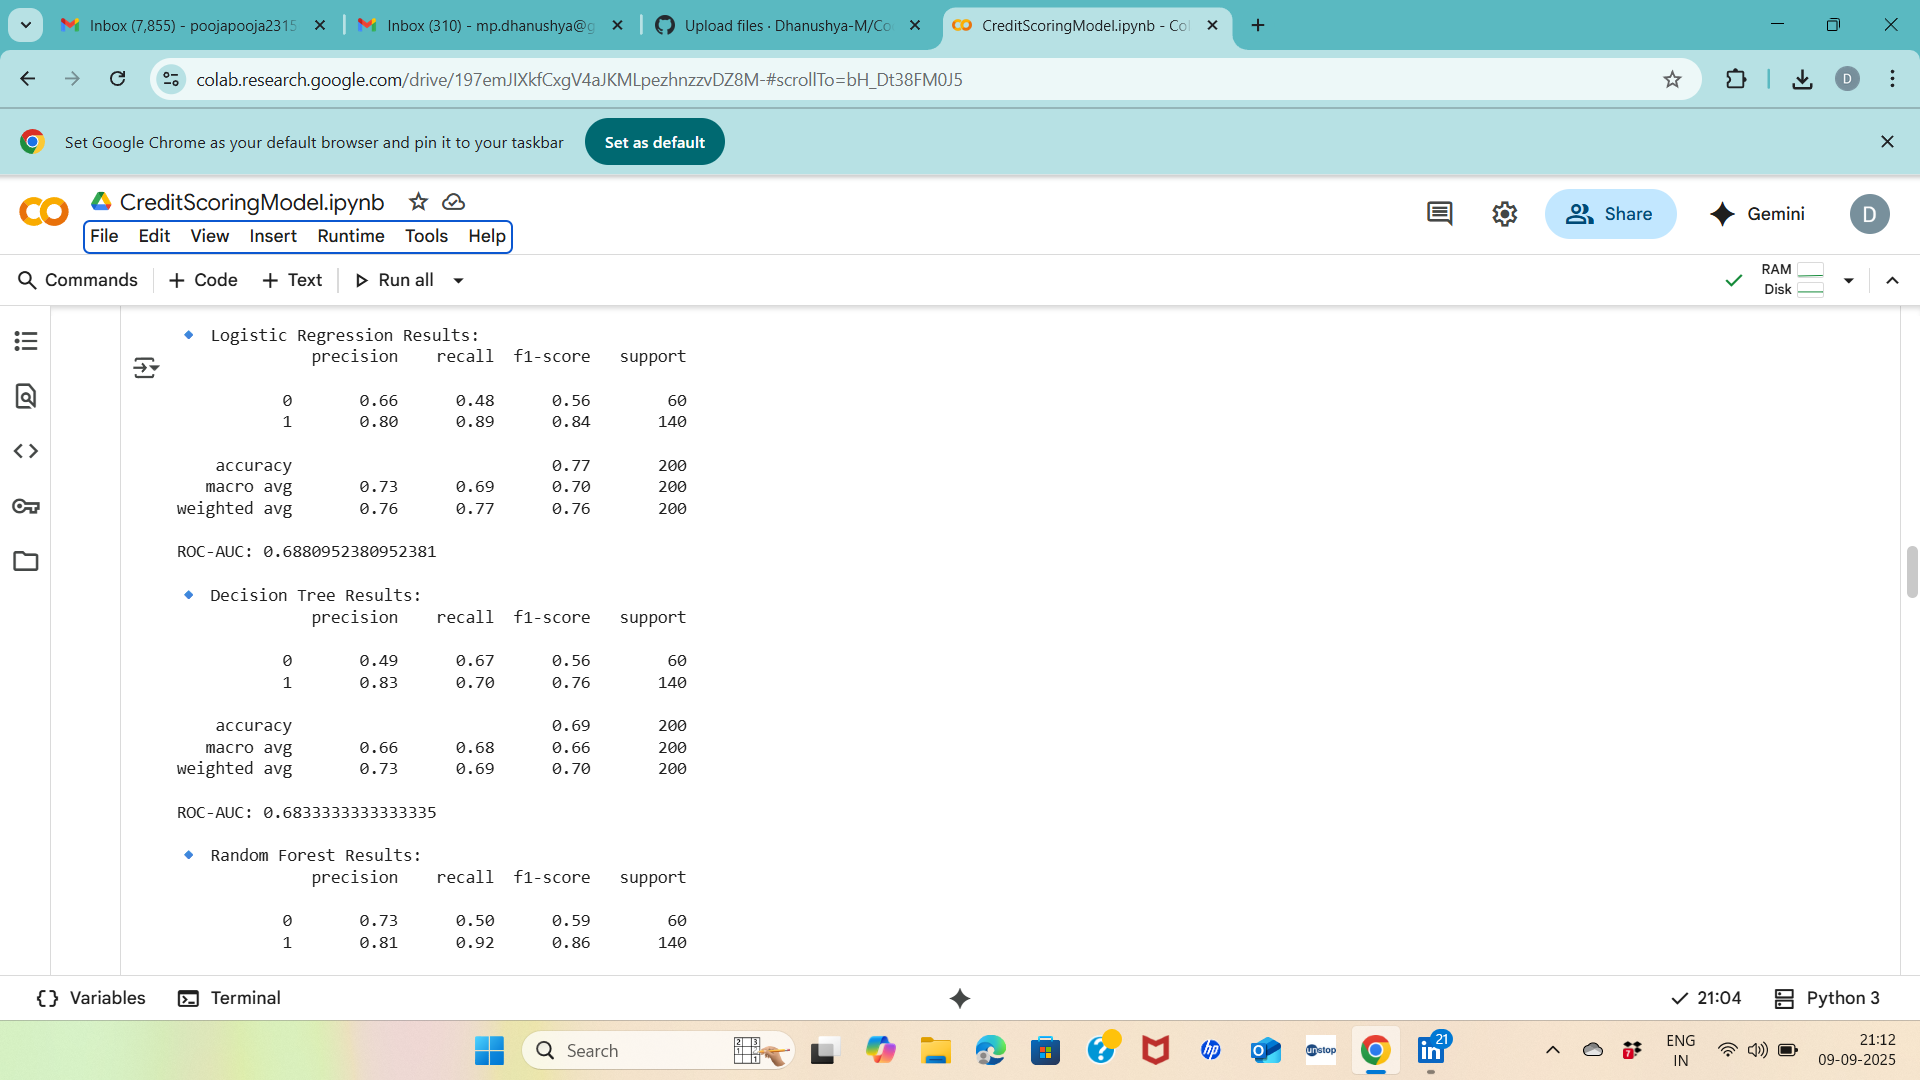 Inbox (7,855) - poojapooja2315
Inbox (310) - mp.dhanushya@g
Upload files · Dhanushya-M/Co
CreditScoringModel.ipynb - Col
colab.research.google.com/drive/197emJIXkfCxgV4aJKMLpezhnzzvDZ8M-#scrollTo=bH_Dt38FM0J5
D
Set Google Chrome as your default browser and pin it to your taskbar
Set as default
CreditScoringModel.ipynb
File Edit View Insert Runtime Tools Help
Share
Gemini
D
Commands + Code + Text Run all
RAM
Disk
Logistic Regression Results:
precision recall f1-score support
0 0.66 0.48 0.56 60
1 0.80 0.89 0.84 140
accuracy 0.77 200
macro avg 0.73 0.69 0.70 200
weighted avg 0.76 0.77 0.76 200
ROC-AUC: 0.6880952380952381
Decision Tree Results:
precision recall f1-score support
0 0.49 0.67 0.56 60
1 0.83 0.70 0.76 140
accuracy 0.69 200
macro avg 0.66 0.68 0.66 200
weighted avg 0.73 0.69 0.70 200
ROC-AUC: 0.6833333333333335
Random Forest Results:
precision recall f1-score support
0 0.73 0.50 0.59 60
1 0.81 0.92 0.86 140
{} Variables
Terminal
21:04
Python 3
Search
unstop
21
7
ENG
IN
21:12
09-09-2025